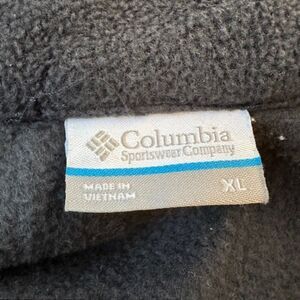 Columbia
Sportswear Company
MADE IN
VIETNAM
XL